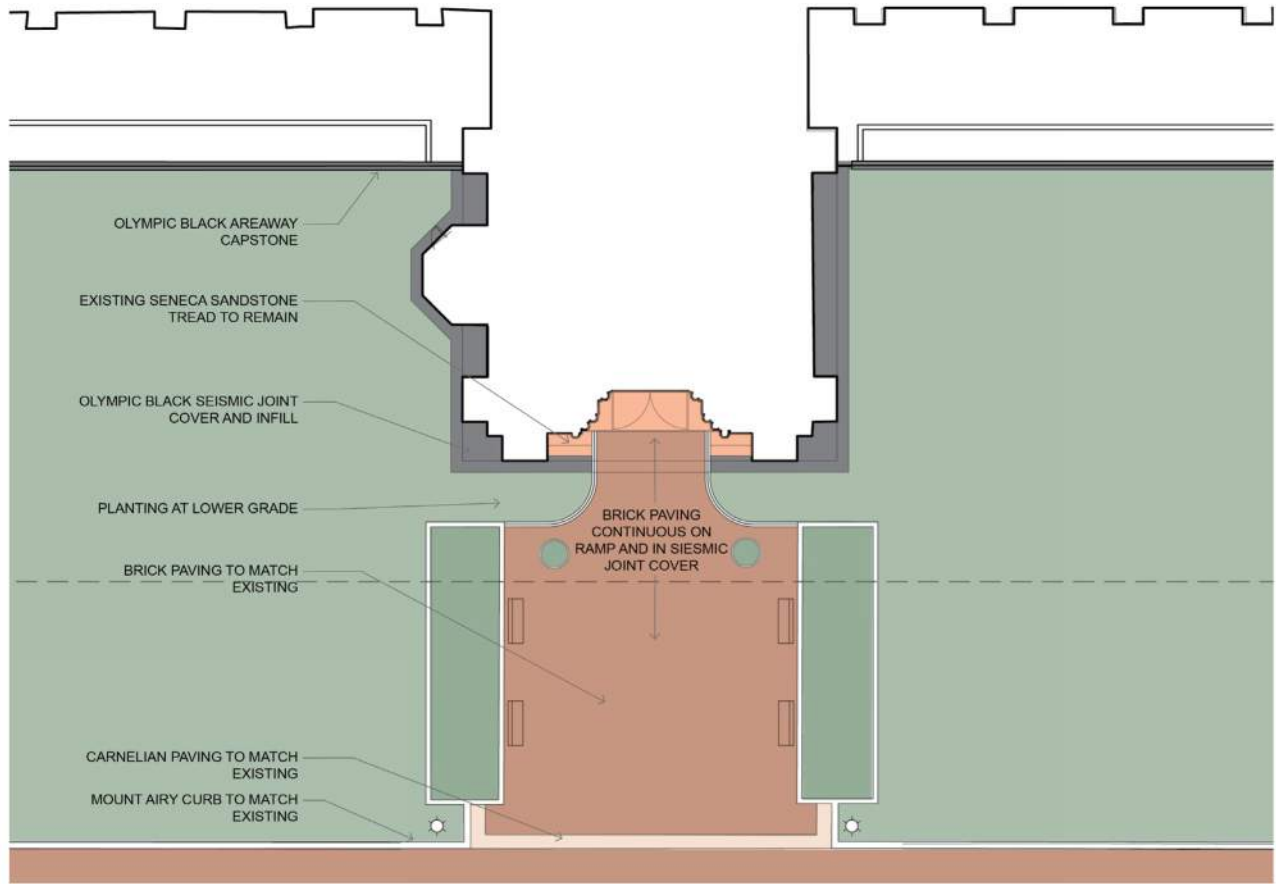 OLYMPIC BLACK AREAWAY
CAPSTONE
EXISTING SENECA SANDSTONE
TREAD TO REMAIN
OLYMPIC BLACK SEISMIC JOINT
COVER AND INFILL
PLANTING AT LOWER GRADE
BRICK PAVING
CONTINUOUS ON
RAMP AND IN SIESMIC
JOINT COVER
BRICK PAVING TO MATCH
EXISTING
CARNELIAN PAVING TO MATCH
EXISTING
MOUNT AIRY CURB TO MATCH
EXISTING